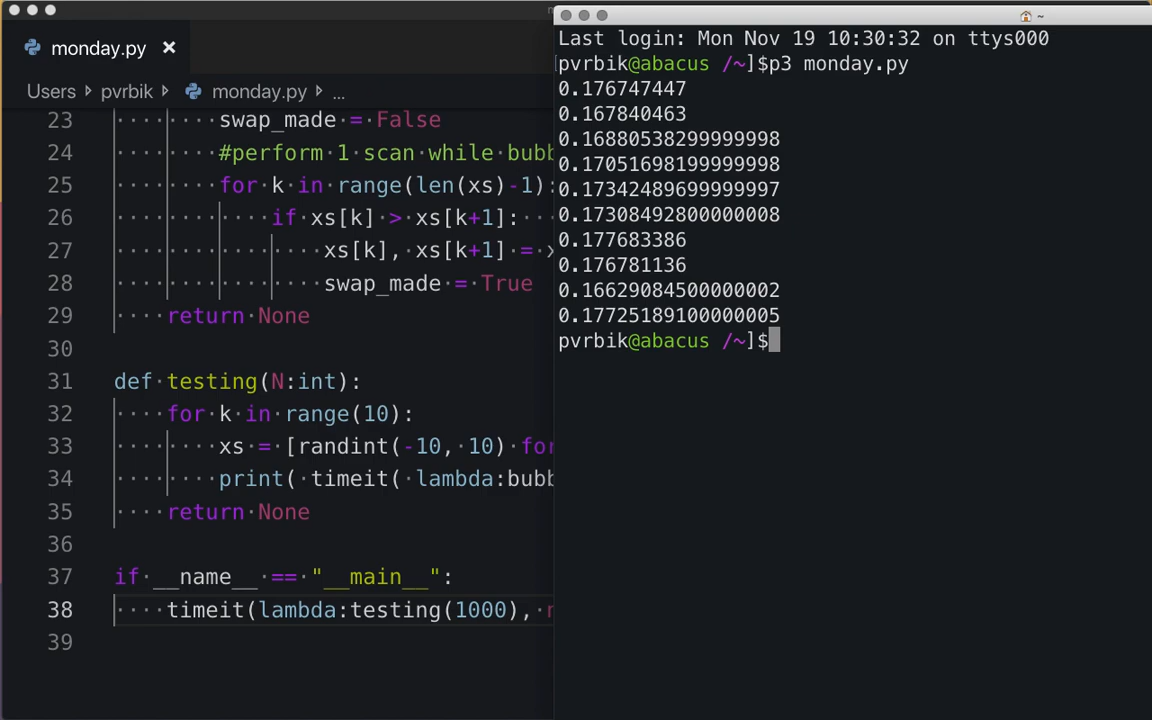 monday.py ×
Users pvrbik monday.py ...
23 swap_made = False
24 #perform 1 scan while bubb
25 for k in range(len(xs)-1):
26 if xs[k] > xs[k+1]:
27 xs[k], xs[k+1] = x
28 swap_made = True
29 return None
30
31 def testing(N:int):
32 for k in range(10):
33 xs = [randint(-10, 10) for
34 print( timeit( lambda:bubb
35 return None
36
37 if __name__ == "__main__":
38 timeit(lambda:testing(1000), n
39
~
Last login: Mon Nov 19 10:30:32 on ttys000
pvrbik@abacus /~]$p3 monday.py
0.176747447
0.167840463
0.16880538299999998
0.17051698199999998
0.17342489699999997
0.17308492800000008
0.177683386
0.176781136
0.16629084500000002
0.17725189100000005
pvrbik@abacus /~]$